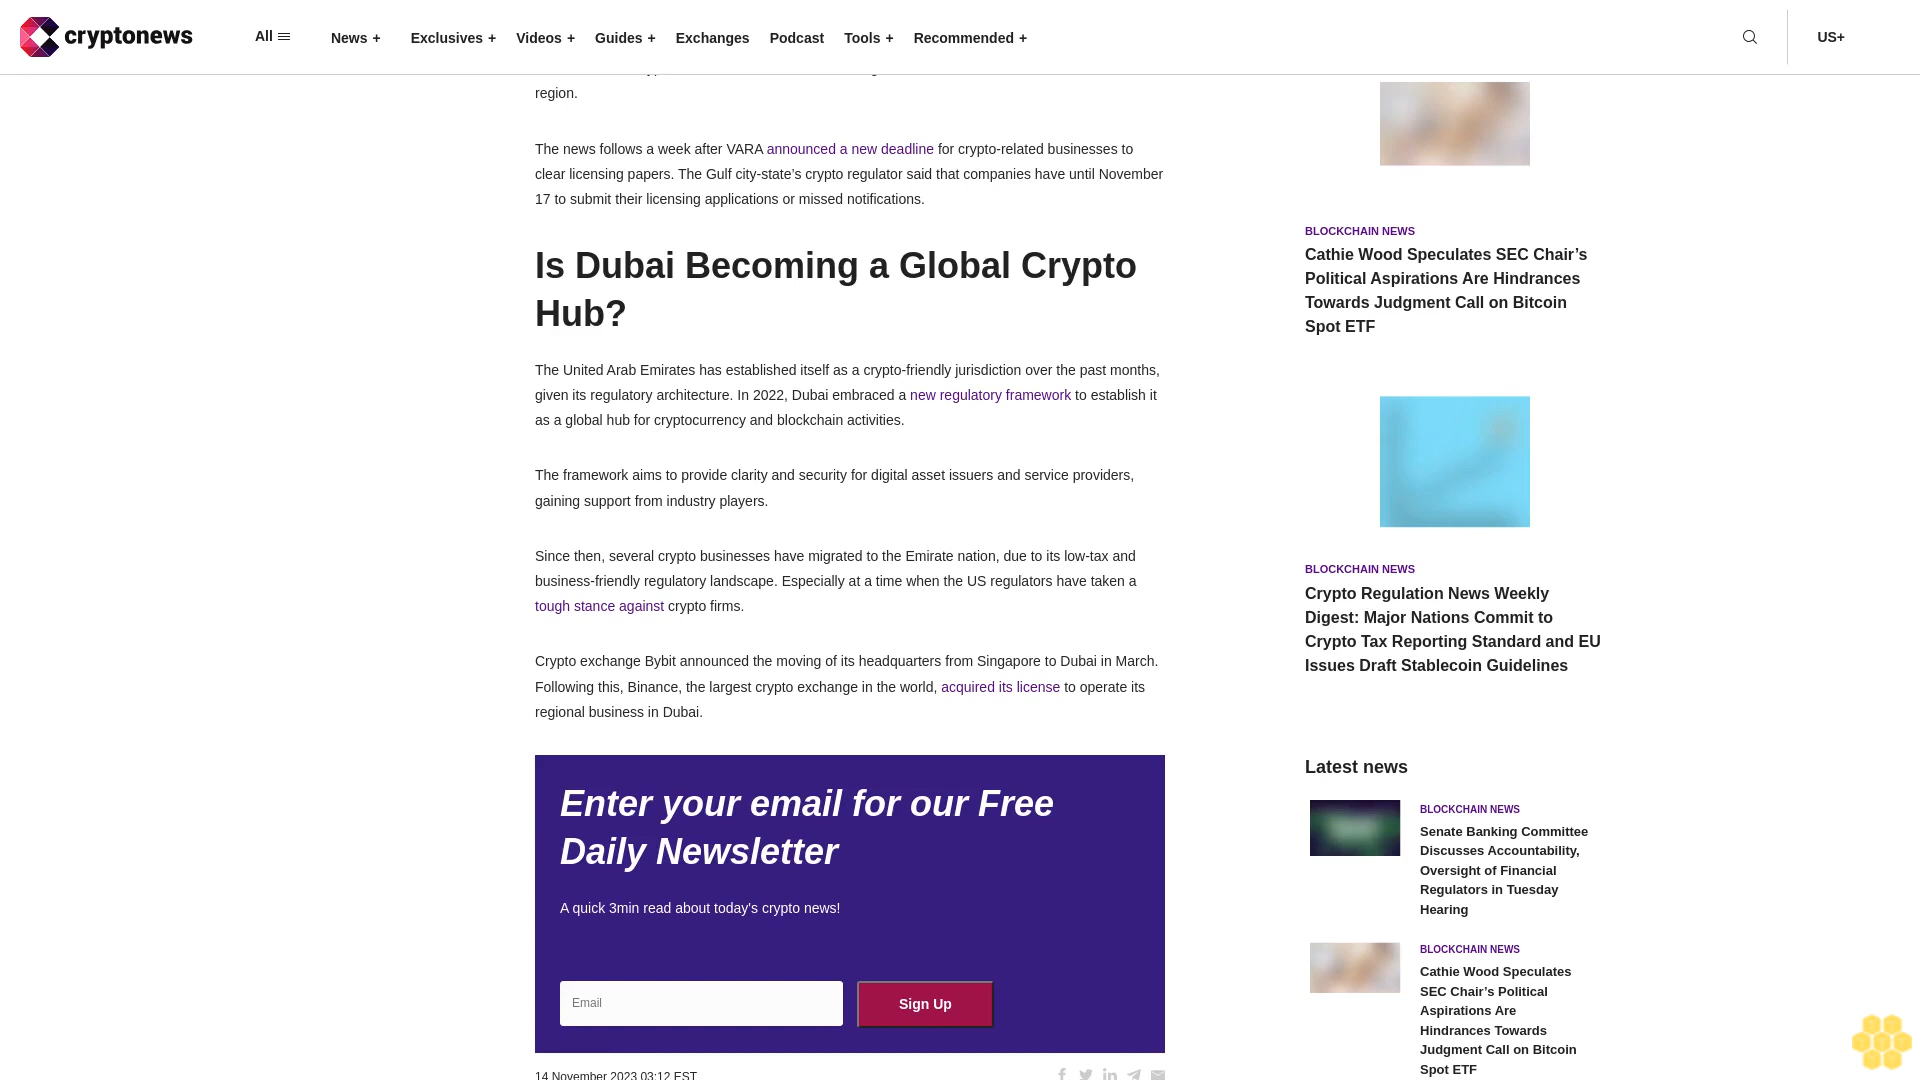 cryptonews
All
News +
Exclusives +
Videos +
Guides +
Exchanges
Podcast
Tools +
Recommended +
US+
region.
The news follows a week after VARA announced a new deadline for crypto-related businesses to
clear licensing papers. The Gulf city-state’s crypto regulator said that companies have until November
17 to submit their licensing applications or missed notifications.
Is Dubai Becoming a Global Crypto
Hub?
The United Arab Emirates has established itself as a crypto-friendly jurisdiction over the past months,
given its regulatory architecture. In 2022, Dubai embraced a new regulatory framework to establish it
as a global hub for cryptocurrency and blockchain activities.
The framework aims to provide clarity and security for digital asset issuers and service providers,
gaining support from industry players.
Since then, several crypto businesses have migrated to the Emirate nation, due to its low-tax and
business-friendly regulatory landscape. Especially at a time when the US regulators have taken a
tough stance against crypto firms.
Crypto exchange Bybit announced the moving of its headquarters from Singapore to Dubai in March.
Following this, Binance, the largest crypto exchange in the world, acquired its license to operate its
regional business in Dubai.
Enter your email for our Free
Daily Newsletter
A quick 3min read about today's crypto news!
Email
Sign Up
14 November 2023 03:12 EST
BLOCKCHAIN NEWS
Cathie Wood Speculates SEC Chair’s
Political Aspirations Are Hindrances
Towards Judgment Call on Bitcoin
Spot ETF
BLOCKCHAIN NEWS
Crypto Regulation News Weekly
Digest: Major Nations Commit to
Crypto Tax Reporting Standard and EU
Issues Draft Stablecoin Guidelines
Latest news
BLOCKCHAIN NEWS
Senate Banking Committee
Discusses Accountability,
Oversight of Financial
Regulators in Tuesday
Hearing
BLOCKCHAIN NEWS
Cathie Wood Speculates
SEC Chair’s Political
Aspirations Are
Hindrances Towards
Judgment Call on Bitcoin
Spot ETF